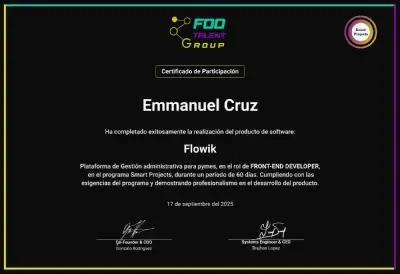 FOO
TALENT
GROUP
Smart
Projects
Certificado de Participación
Emmanuel Cruz
Ha completado exitosamente la realización del producto de software:
Flowik
Plataforma de Gestión administrativa para pymes, en el rol de FRONT-END DEVELOPER,
en el programa Smart Projects, durante un período de 60 días. Cumpliendo con las
exigencias del programa y demostrando profesionalismo en el desarrollo del producto.
17 de septiembre del 2025
Co-Founder & COO
Gonzalo Rodriguez
Systems Engineer & CEO
Brajhan Lopez